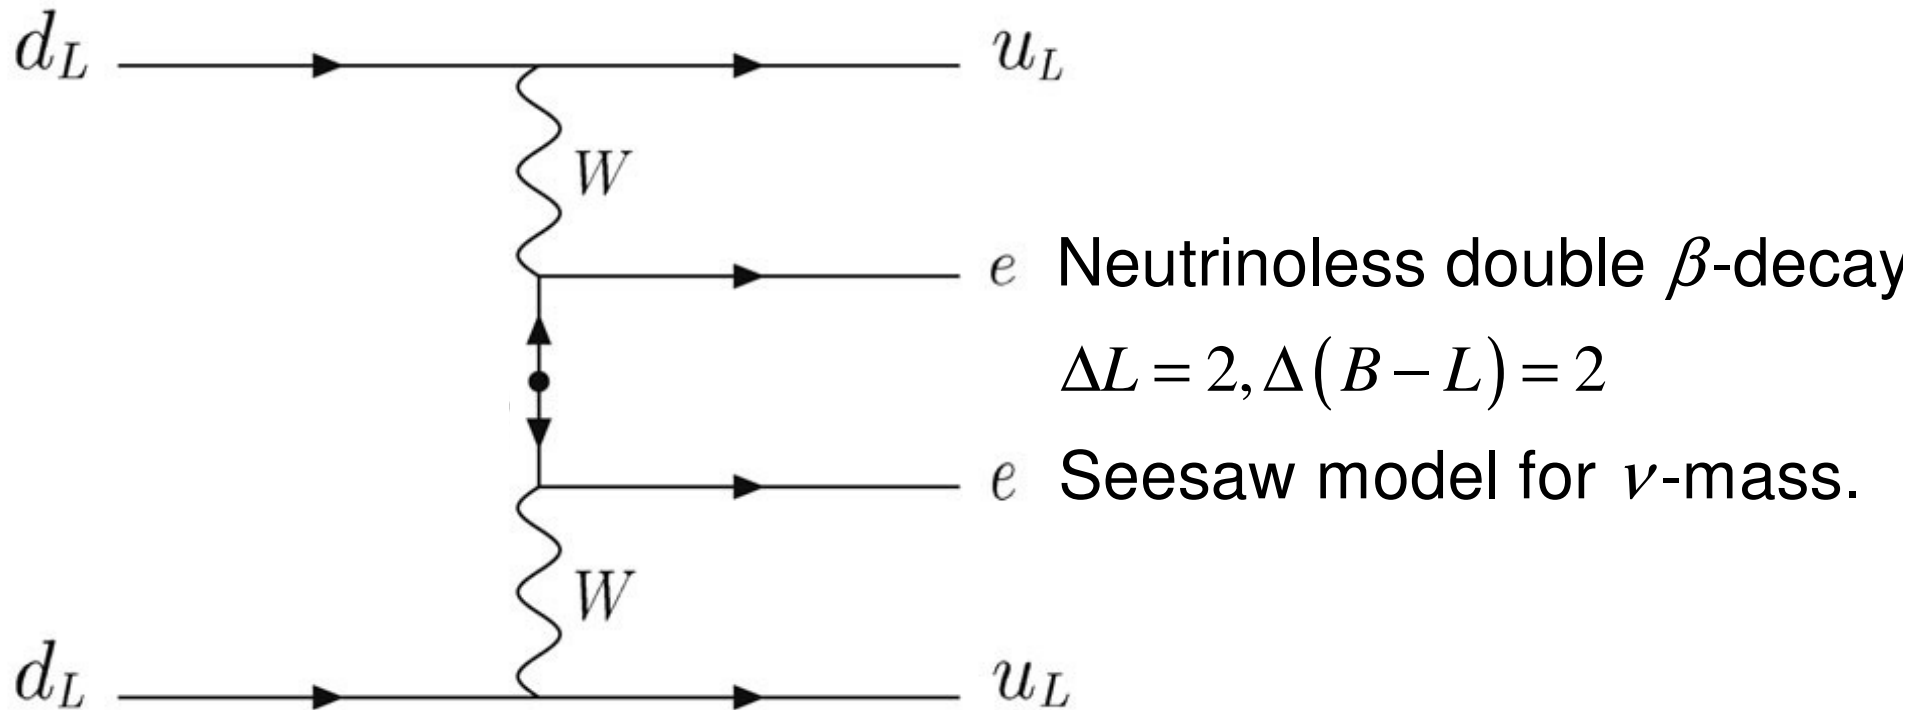 d_L u_L
W
e Neutrinoless double β-decay
ΔL = 2, Δ(B − L) = 2
e Seesaw model for ν-mass.
W
d_L u_L